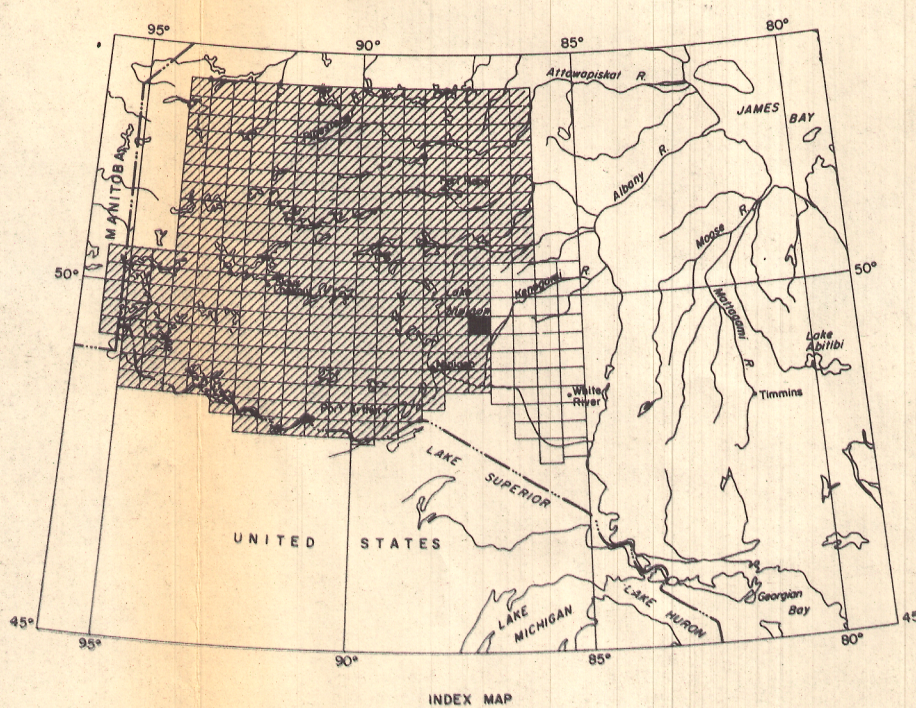 95°
90°
85°
80°
Attawapiskat R.
JAMES BAY
Albany R.
MANITOBA
Moose R.
50°
50°
Kenogami R
Lake
Nipigon
Mattagami R
Lake
Abitibi
White
River
Timmins
Port Arthur
LAKE SUPERIOR
UNITED STATES
LAKE
MICHIGAN
LAKE HURON
Georgian
Bay
45°
45
95°
90°
85°
80°
INDEX MAP